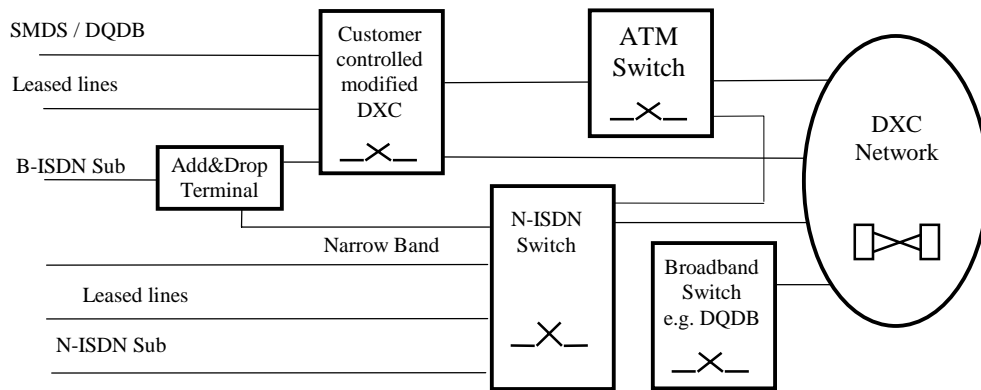 SMDS / DQDB
Leased lines
B-ISDN Sub
Add&Drop
Terminal
Customer
controlled
modified
DXC
ATM
Switch
DXC
Network
Narrow Band
Leased lines
N-ISDN Sub
N-ISDN
Switch
Broadband
Switch
e.g. DQDB